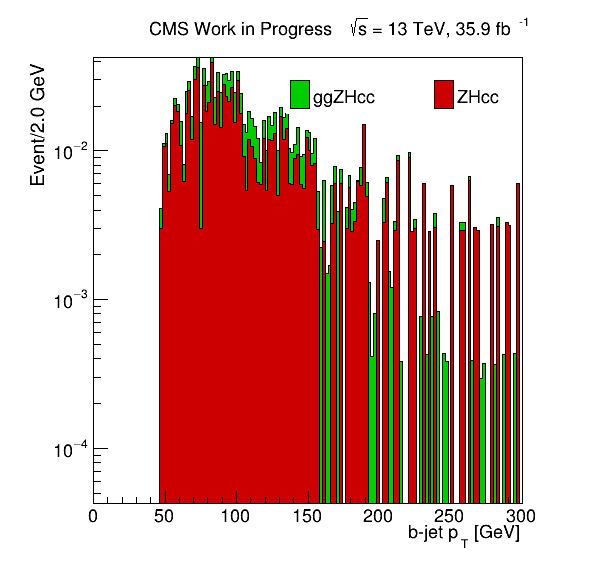 CMS Work in Progress √s = 13 TeV, 35.9 fb⁻¹
Event/2.0 GeV
ggZHcc ZHcc
10⁻²
10⁻³
10⁻⁴
0 50 100 150 200 250 300
b-jet p_T [GeV]